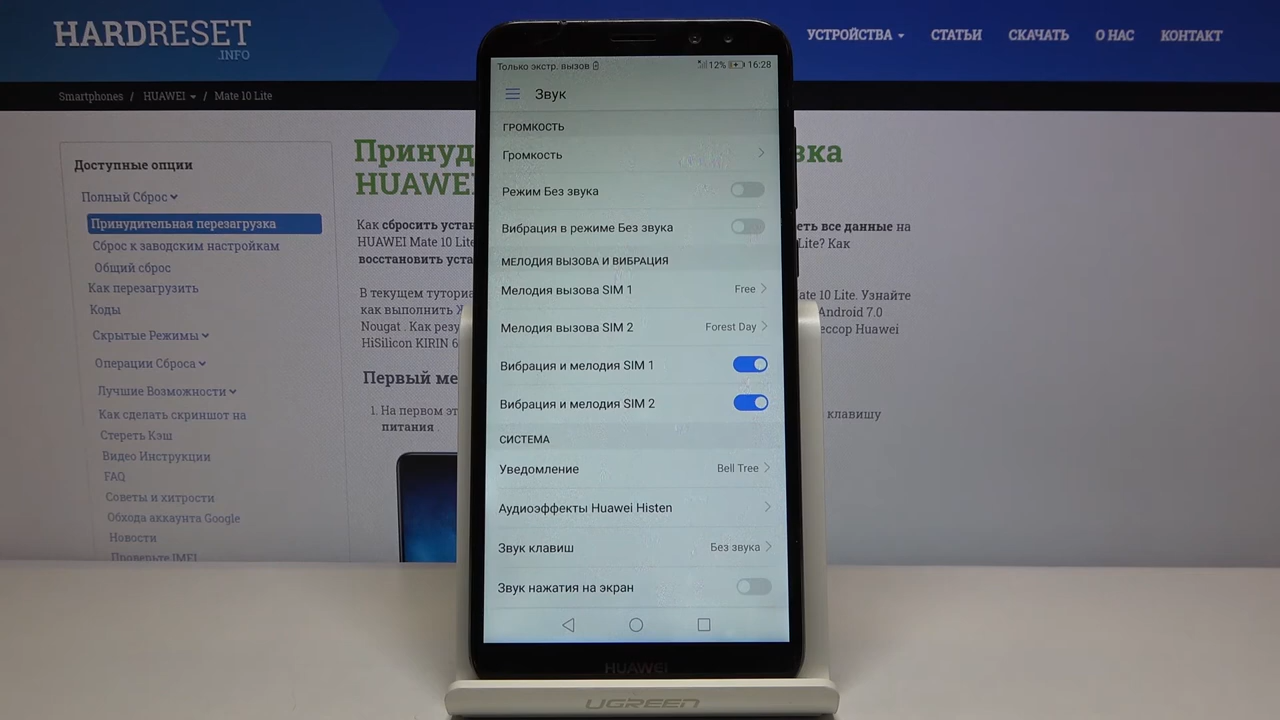 HARDRESET
.INFO
УСТРОЙСТВА
СТАТЬИ
СКАЧАТЬ
О НАС
КОНТАКТ
Smartphones / HUAWEI / Mate 10 Lite
Доступные опции
Полный Сброс
Принудительная перезагрузка
Сброс к заводским настройкам
Общий сброс
Как перезагрузить
Коды
Скрытые Режимы
Операции Сброса
Лучшие Возможности
Как сделать скриншот на
Стереть Кэш
Видео Инструкции
FAQ
Советы и хитрости
Обхода аккаунта Google
Новости
Проверьте IMEI
Принуд
зка
HUAWEI
Как сбросить устан
еть все данные на
HUAWEI Mate 10 Lite
Lite? Как
восстановить уста
В текущем тутори
ate 10 Lite. Узнайте
как выполнить
Android 7.0
Nougat . Как резу
ессор Huawei
HiSilicon KIRIN 6
Первый ме
1. На первом эт
клавишу
питания .
Только экстр. вызов
12%
16:28
Звук
ГРОМКОСТЬ
Громкость
Режим Без звука
Вибрация в режиме Без звука
МЕЛОДИЯ ВЫЗОВА И ВИБРАЦИЯ
Мелодия вызова SIM 1 Free
Мелодия вызова SIM 2 Forest Day
Вибрация и мелодия SIM 1
Вибрация и мелодия SIM 2
СИСТЕМА
Уведомление Bell Tree
Аудиоэффекты Huawei Histen
Звук клавиш Без звука
Звук нажатия на экран
HUAWEI
UGREEN